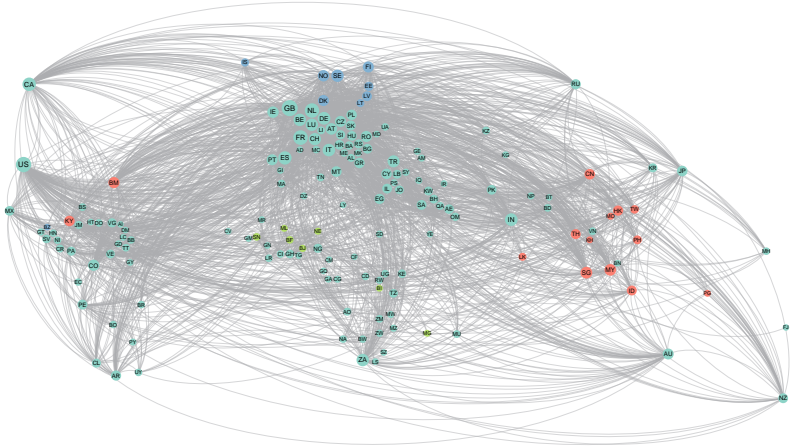 IS
NO SE FI
CA
RU
EE
LV
DK LT
IE GB NL PL
BE LU DE CZ
LI AT SK UA
FR CH SI HU RO MD
KZ
AD MC IT HR BA RS BG
ME MK
AL
PT ES GR TR
GE
AM
KG
US
GI MT CY LB SY
KR JP
BM
MA TN
IL PS JO
IQ IR
CN
DZ EG
KW BH
PK
NP BT
MX BS
LY
SA QA AE
OM
BD
HK TW
MO
KY
BZ JM HT DO VG AI
MR
IN
GT HN
SV NI
DM
LC BB
GD TT
CV
GM SN ML NE
BF
SD YE
TH VN
KH
PH
CR PA VE
GN BJ NG
MH
CO GY
LR CI GH TG
CM CF
LK
BN
EC
GQ
GA CG
CD UG KE
RW
BI TZ
SG MY
PE BR
ID PG
BO
AO
ZM MW
MZ
FJ
PY
NA BW ZW
MG MU
CL
ZA LS SZ
AU
AR UY
NZ